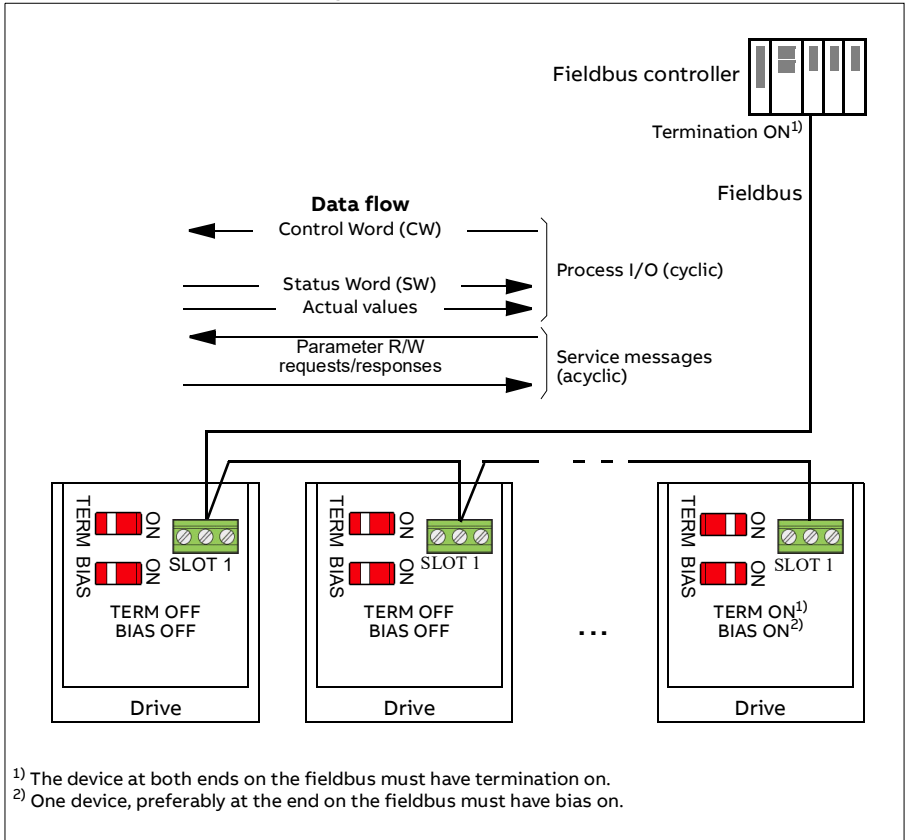 Fieldbus controller
Termination ON1)
Fieldbus
Data flow
Control Word (CW)
Status Word (SW)
Actual values
Process I/O (cyclic)
Parameter R/W
requests/responses
Service messages
(acyclic)
TERM
ON
BIAS
ON
SLOT 1
TERM OFF
BIAS OFF
Drive
TERM
ON
BIAS
ON
SLOT 1
TERM OFF
BIAS OFF
Drive
...
TERM
ON
BIAS
ON
SLOT 1
TERM ON1)
BIAS ON2)
Drive
1) The device at both ends on the fieldbus must have termination on.
2) One device, preferably at the end on the fieldbus must have bias on.